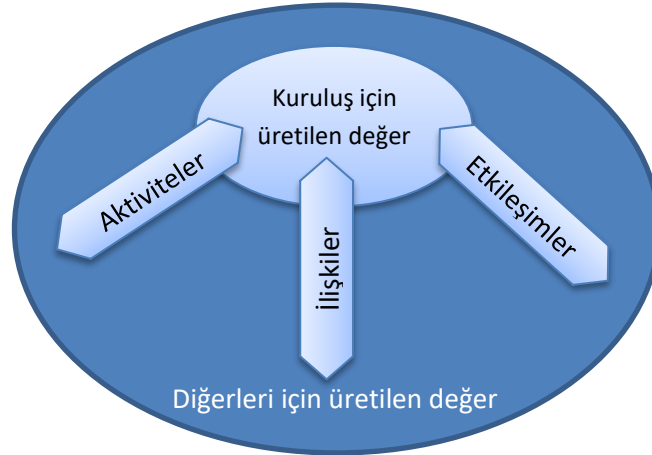 Kuruluş için
üretilen değer
Aktiviteler
İlişkiler
Etkileşimler
Diğerleri için üretilen değer